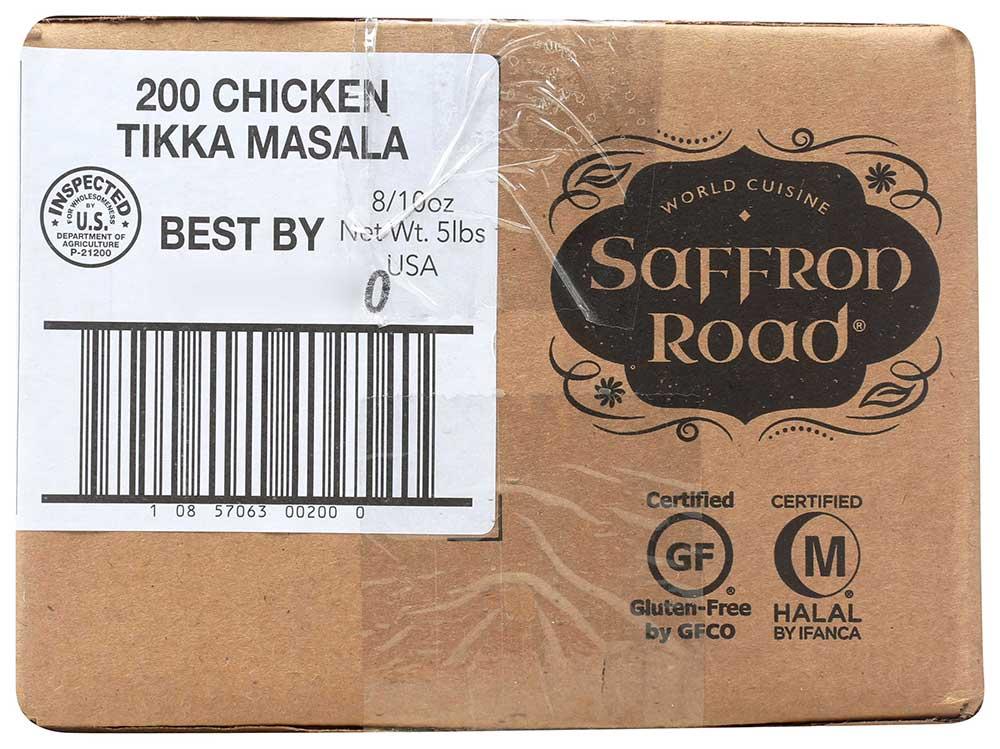 200 CHICKEN
TIKKA MASALA
INSPECTED
FOR WHOLESOMENESS
BY
U.S.
DEPARTMENT OF
AGRICULTURE
P-21200
BEST BY
8/10oz
Net Wt. 5lbs
USA
0
1 08 57063 00200 0
WORLD CUISINE
Saffron
Road®
Certified
GF®
Gluten-Free
by GFCO
CERTIFIED
M®
HALAL
BY IFANCA